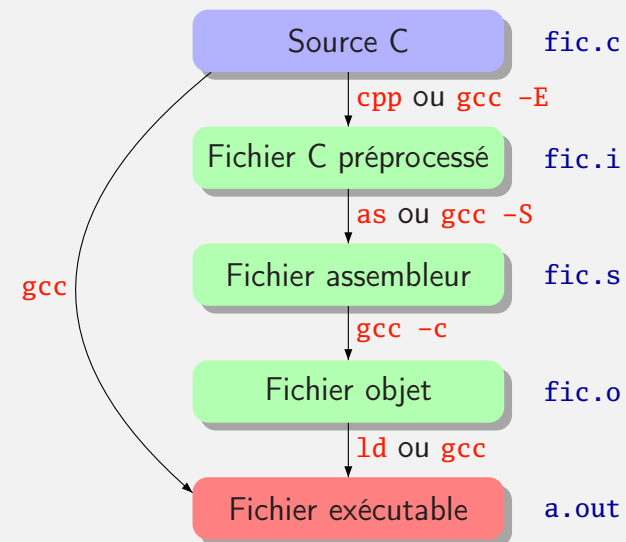 Source C fic.c
cpp ou gcc -E
Fichier C préprocessé fic.i
as ou gcc -S
Fichier assembleur fic.s
gcc
gcc -c
Fichier objet fic.o
ld ou gcc
Fichier exécutable a.out